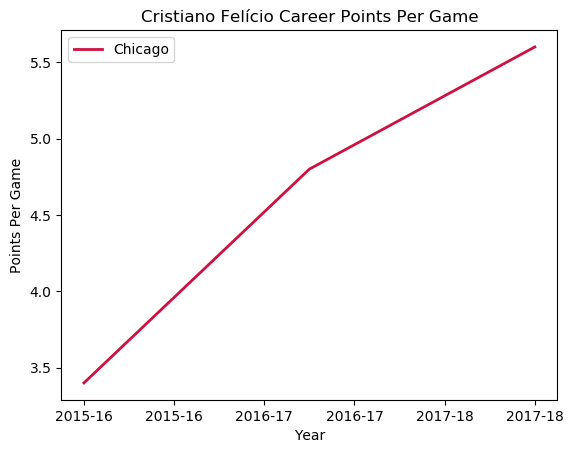 Cristiano Felício Career Points Per Game
Chicago
5.5
5.0
4.5
4.0
3.5
Points Per Game
2015-16 2015-16 2016-17 2016-17 2017-18 2017-18
Year